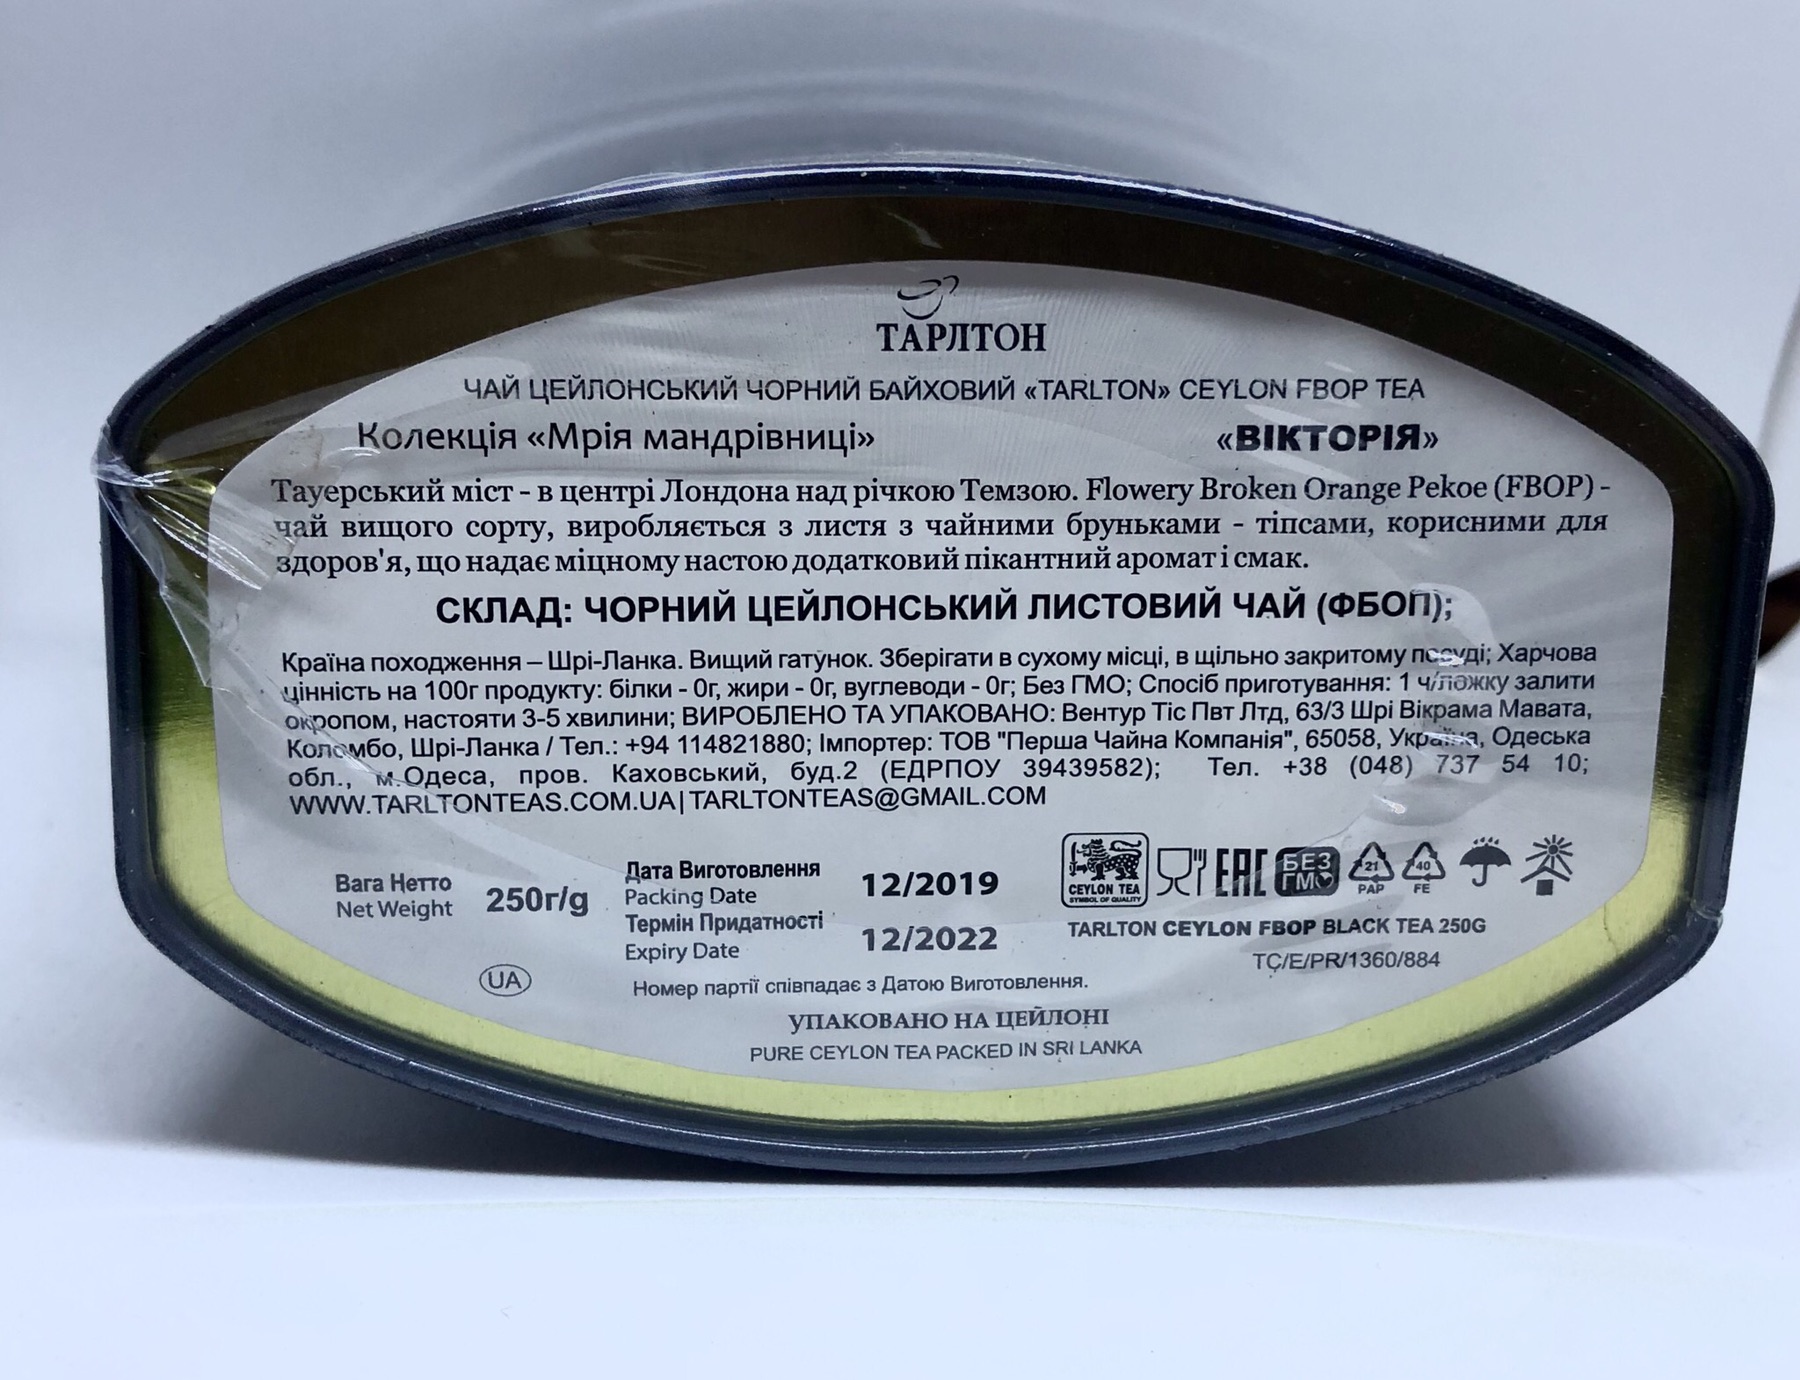 ТАРЛТОН
ЧАЙ ЦЕЙЛОНСЬКИЙ ЧОРНИЙ БАЙХОВИЙ «TARLTON» CEYLON FBOP TEA
Колекція «Мрія мандрівниці» «ВІКТОРІЯ»
Тауерський міст - в центрі Лондона над річкою Темзою. Flowery Broken Orange Pekoe (FBOP) -
чай вищого сорту, виробляється з листя з чайними бруньками - тіпсами, корисними для
здоров'я, що надає міцному настою додатковий пікантний аромат і смак.
СКЛАД: ЧОРНИЙ ЦЕЙЛОНСЬКИЙ ЛИСТОВИЙ ЧАЙ (ФБОП);
Країна походження – Шрі-Ланка. Вищий гатунок. Зберігати в сухому місці, в щільно закритому посуді; Харчова
цінність на 100г продукту: білки - 0г, жири - 0г, вуглеводи - 0г; Без ГМО; Спосіб приготування: 1 ч/ложку залити
окропом, настояти 3-5 хвилини; ВИРОБЛЕНО ТА УПАКОВАНО: Вентур Тіс Пвт Лтд, 63/3 Шрі Вікрама Мавата,
Коломбо, Шрі-Ланка / Тел.: +94 114821880; Імпортер: ТОВ "Перша Чайна Компанія", 65058, Україна, Одеська
обл., м.Одеса, пров. Каховський, буд.2 (ЕДРПОУ 39439582); Тел. +38 (048) 737 54 10;
WWW.TARLTONTEAS.COM.UA| TARLTONTEAS@GMAIL.COM
Вага Нетто
Net Weight
250г/g
Дата Виготовлення
Packing Date
12/2019
Термін Придатності
Expiry Date
12/2022
UA
Номер партії співпадає з Датою Виготовлення.
CEYLON TEA
SYMBOL OF QUALITY
EAC
БЕЗ
ГМО
21
PAP
40
FE
TARLTON CEYLON FBOP BLACK TEA 250G
TC/E/PR/1360/884
УПАКОВАНО НА ЦЕЙЛОНІ
PURE CEYLON TEA PACKED IN SRI LANKA